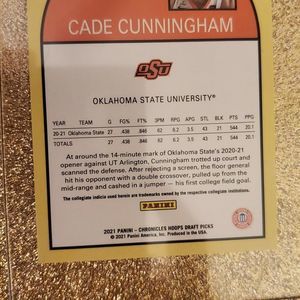 CADE CUNNINGHAM
OSU
OKLAHOMA STATE UNIVERSITY®
YEAR TEAM G FG% FT% 3PM RPG APG STL BLK PTS PPG
20-21 Oklahoma State 27 .438 .846 62 6.2 3.5 43 21 544 20.1
TOTALS 27 .438 .846 62 6.2 3.5 43 21 544 20.1
At around the 14-minute mark of Oklahoma State's 2020-21
opener against UT Arlington, Cunningham trotted up court and
scanned the defense. After rejecting a screen, the floor general
hit his opponent with a double crossover, pulled up from the
mid-range and cashed in a jumper — his first college field goal.
The collegiate indicia used herein are trademarks owned by the respective collegiate institutions.
PANINI
2021 PANINI – CHRONICLES HOOPS DRAFT PICKS
© 2021 Panini America, Inc. Produced in the USA.